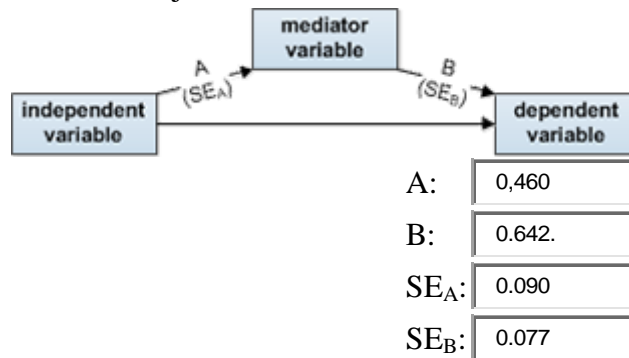 mediator
variable
A
(SEA)
B
(SEB)
independent
variable
dependent
variable
A: 0,460
B: 0.642.
SEA: 0.090
SEB: 0.077